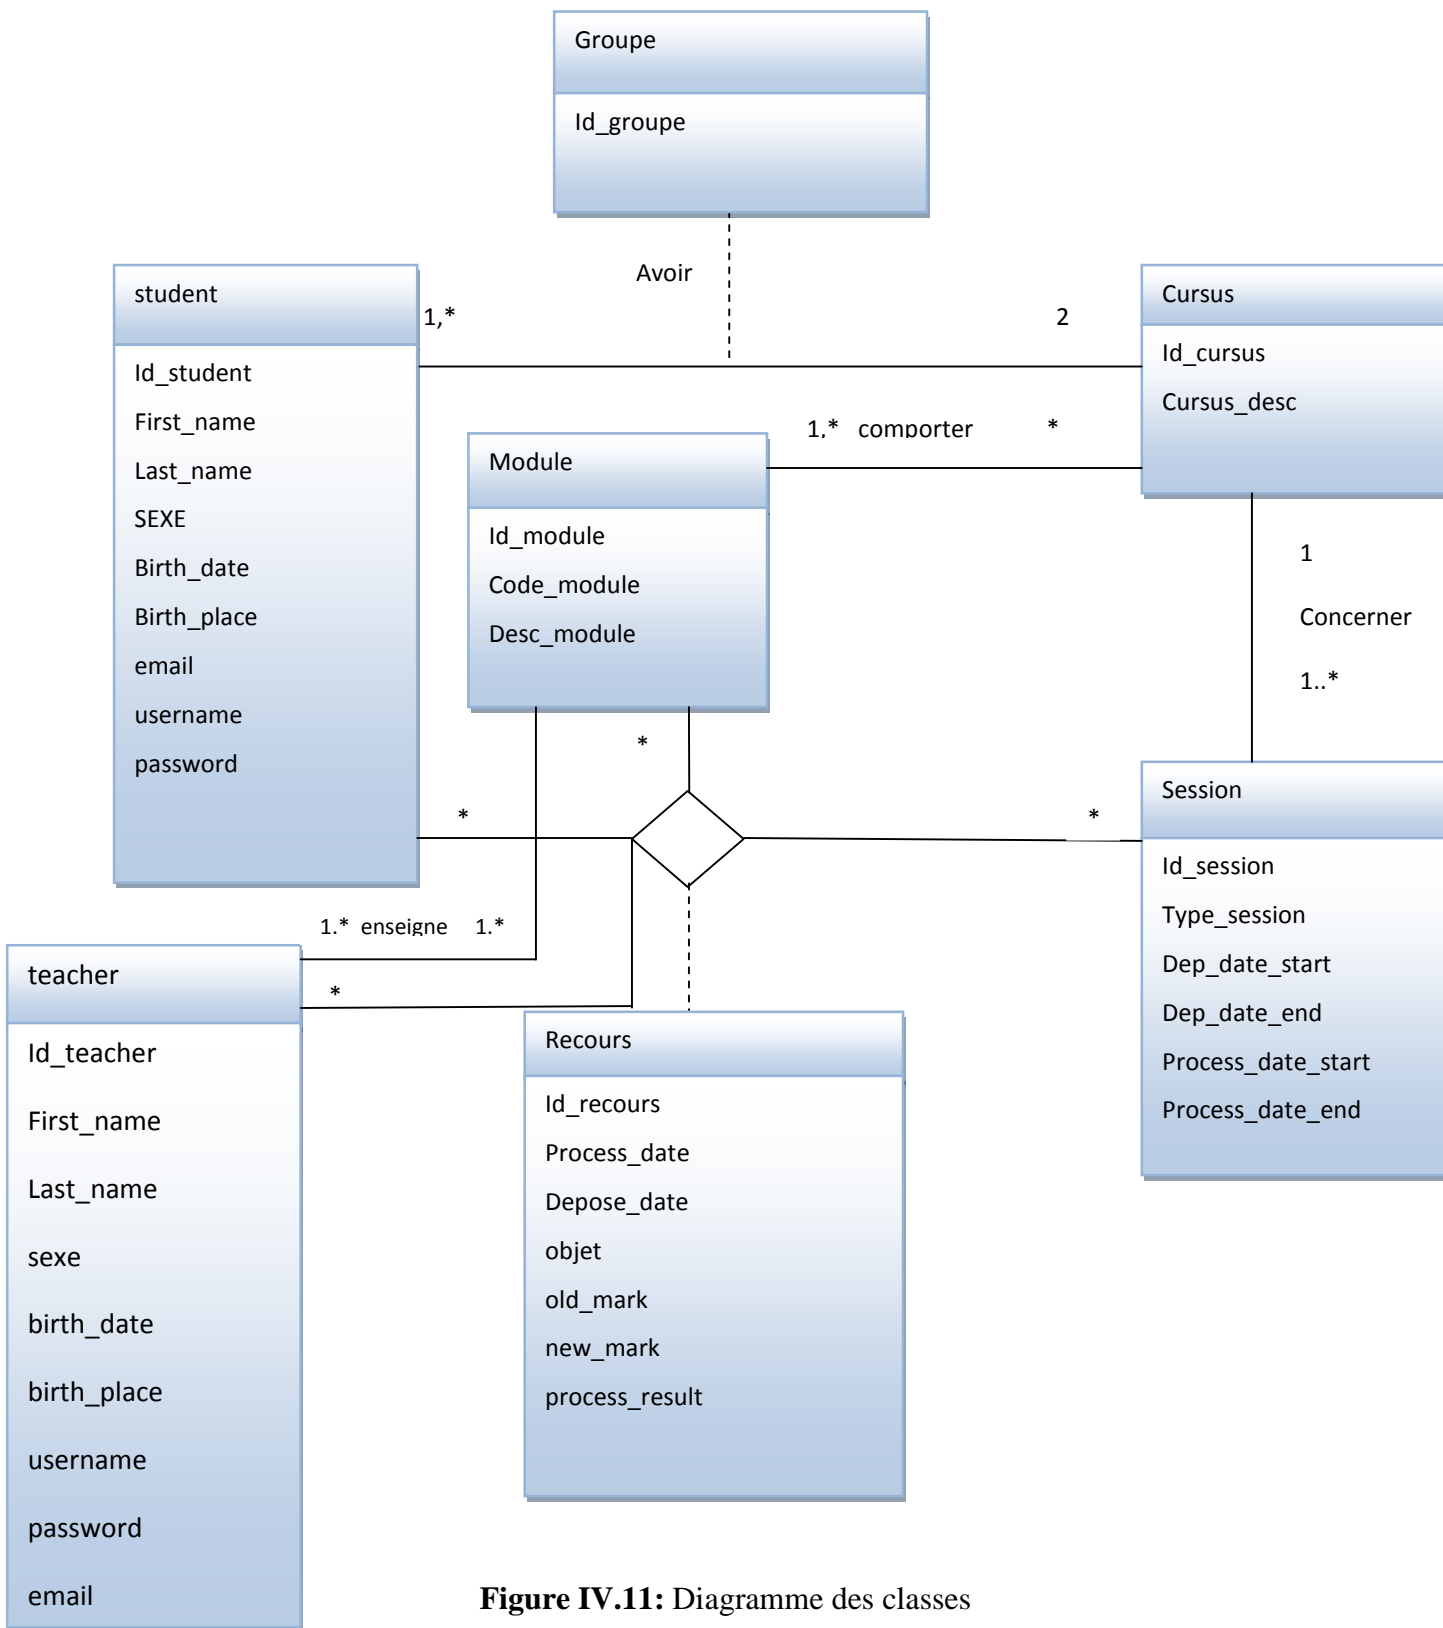 Groupe
Id_groupe
Avoir
student
1,*
2
Id_student
First_name
Last_name
SEXE
Birth_date
Birth_place
email
username
password
Cursus
Id_cursus
Cursus_desc
1,* comporter *
Module
Id_module
Code_module
Desc_module
1
Concerner
1..*
*
*
*
Session
Id_session
Type_session
Dep_date_start
Dep_date_end
Process_date_start
Process_date_end
1.* enseigne 1.*
*
teacher
Id_teacher
First_name
Last_name
sexe
birth_date
birth_place
username
password
email
Recours
Id_recours
Process_date
Depose_date
objet
old_mark
new_mark
process_result
Figure IV.11: Diagramme des classes